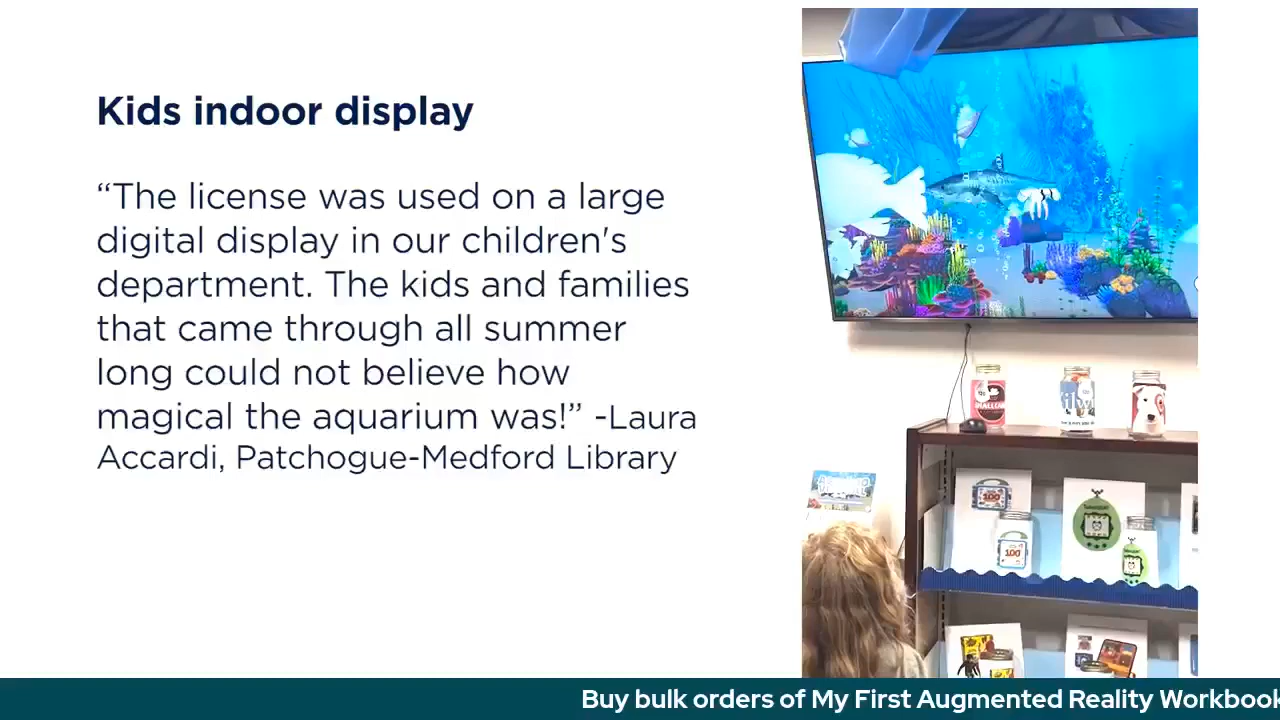 Kids indoor display
“The license was used on a large
digital display in our children's
department. The kids and families
that came through all summer
long could not believe how
magical the aquarium was!” -Laura
Accardi, Patchogue-Medford Library
100
100
Buy bulk orders of My First Augmented Reality Workbook